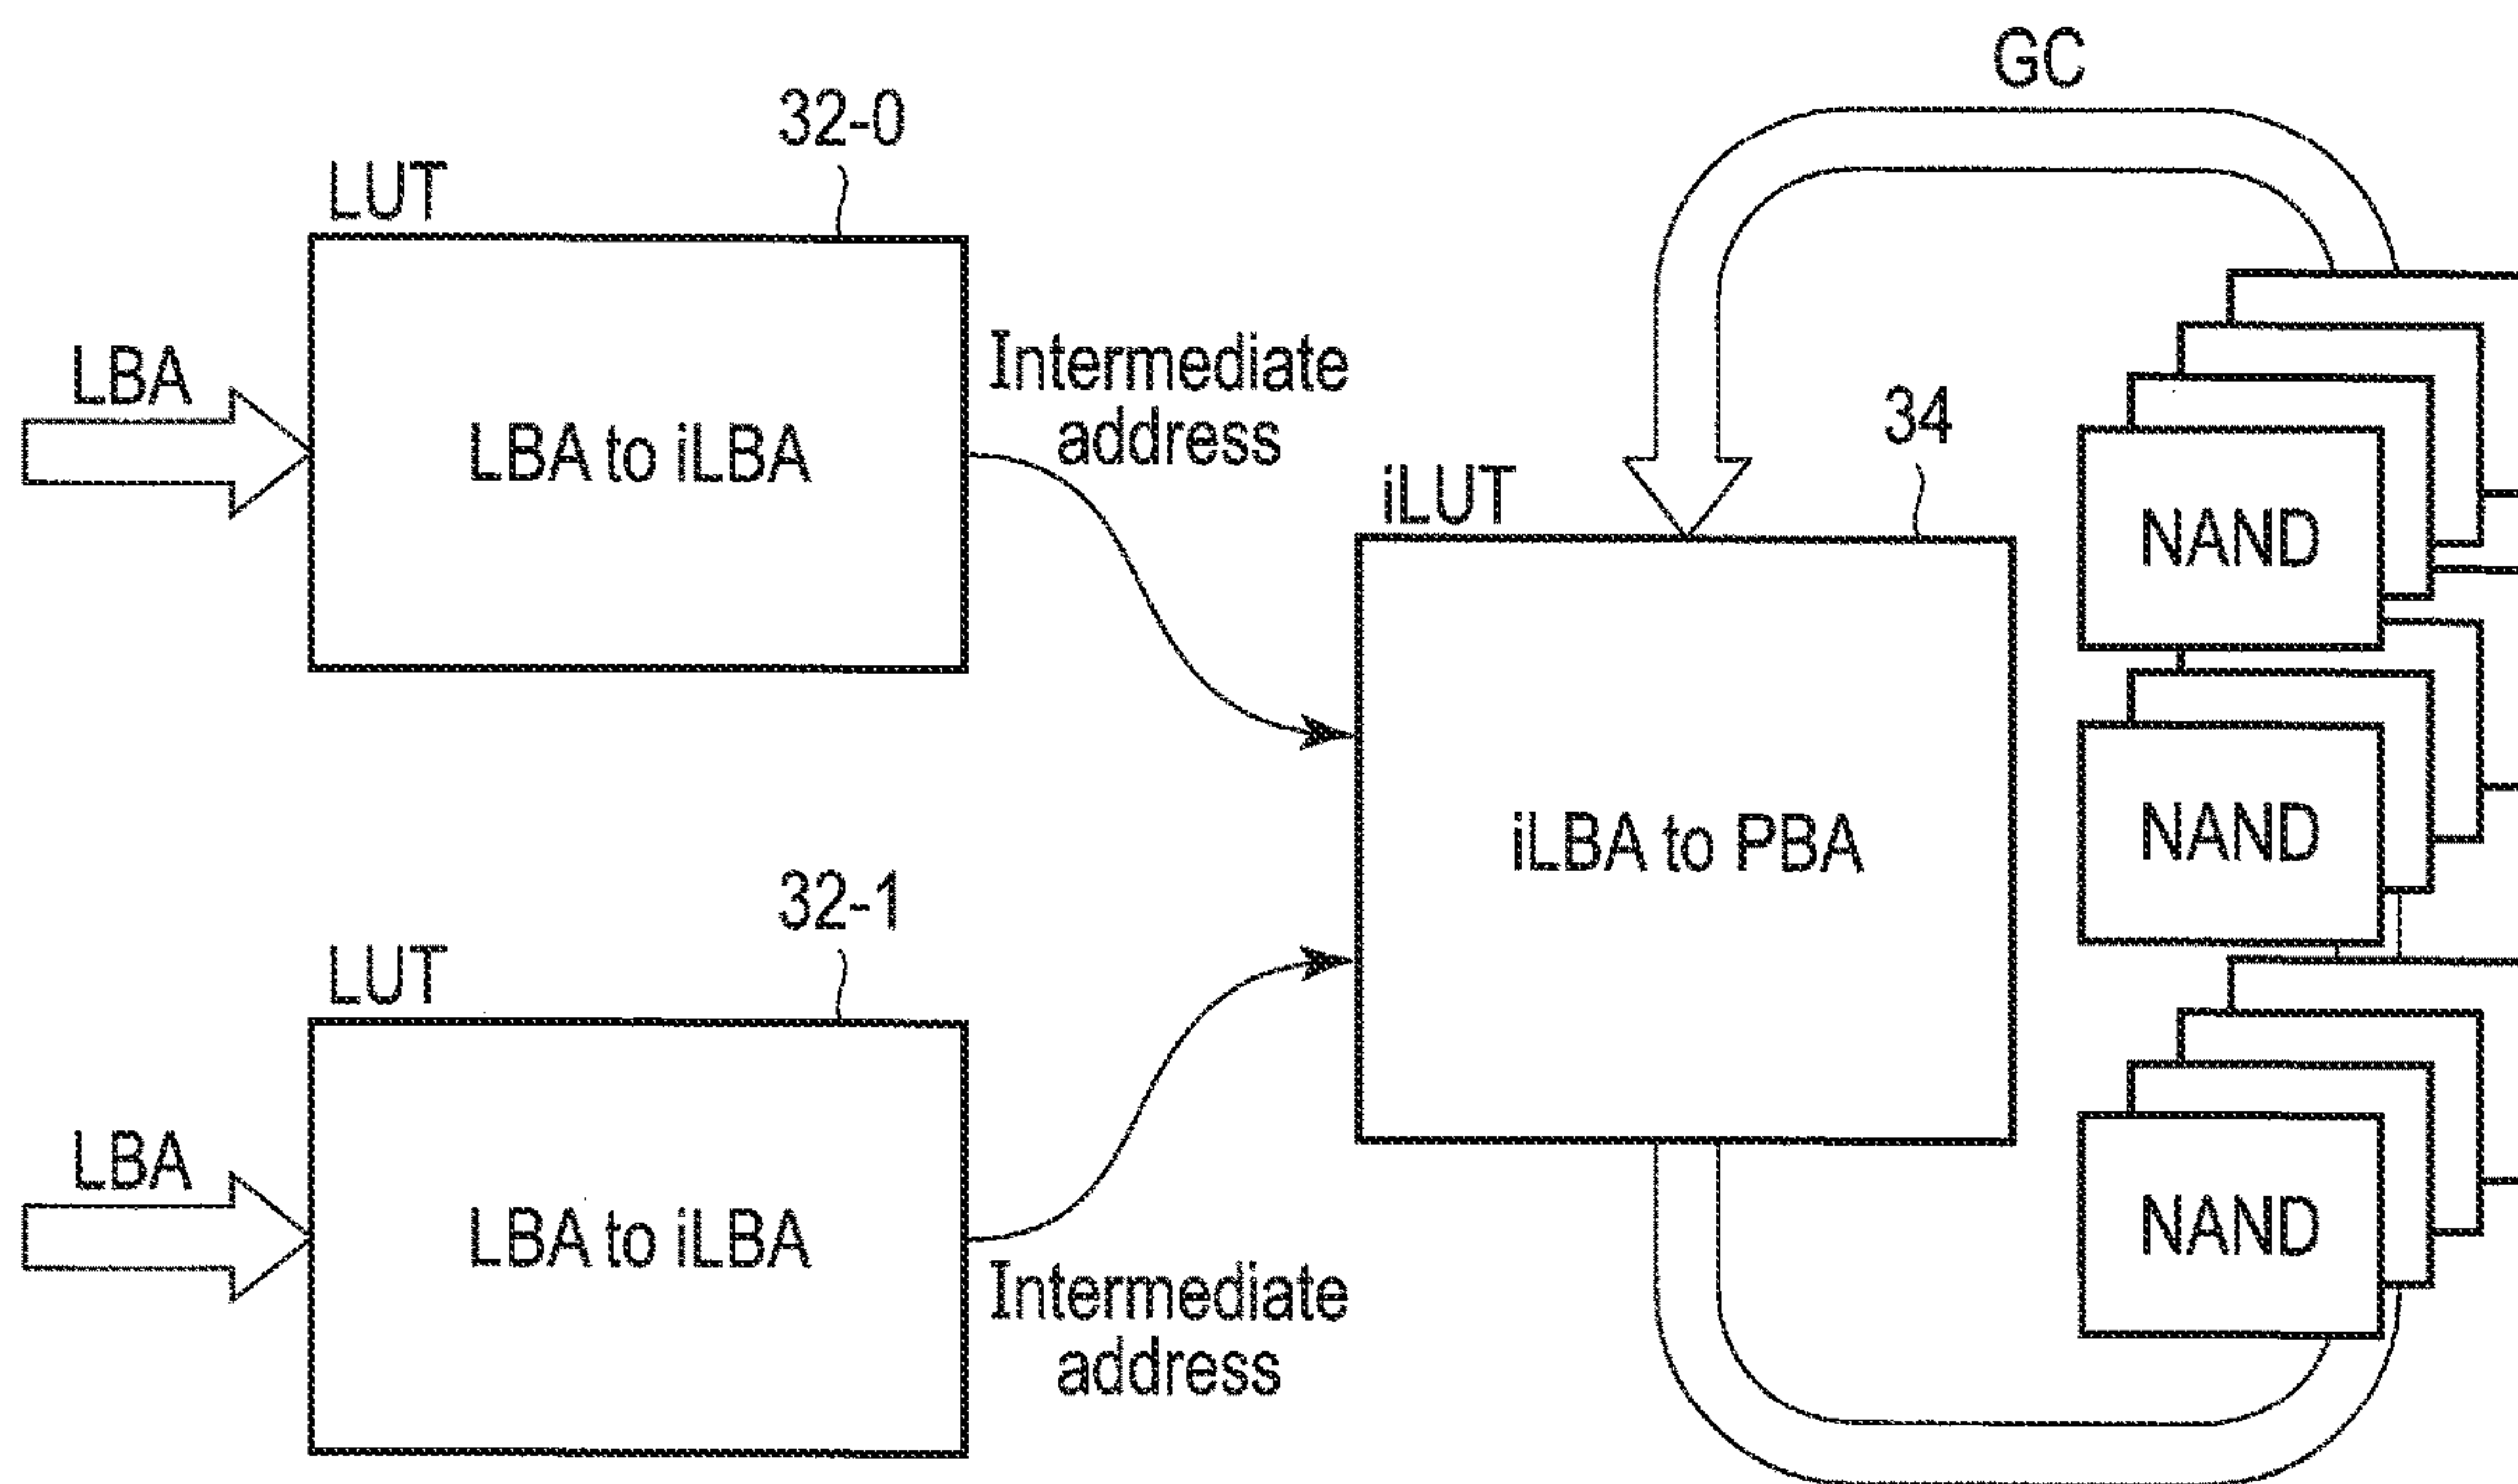 GC
32-0
LUT
LBA
LBA to iLBA
Intermediate
address
34
iLUT
NAND
iLBA to PBA
NAND
32-1
LUT
LBA
LBA to iLBA
NAND
Intermediate
address